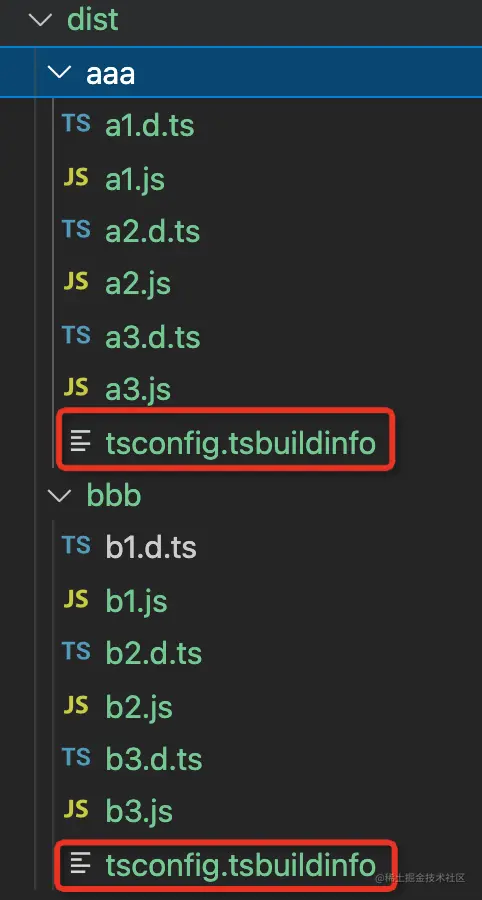 dist
aaa
TS a1.d.ts
JS a1.js
TS a2.d.ts
JS a2.js
TS a3.d.ts
JS a3.js
tsconfig.tsbuildinfo
bbb
TS b1.d.ts
JS b1.js
TS b2.d.ts
JS b2.js
TS b3.d.ts
JS b3.js
tsconfig.tsbuildinfo
@稀土掘金技术社区